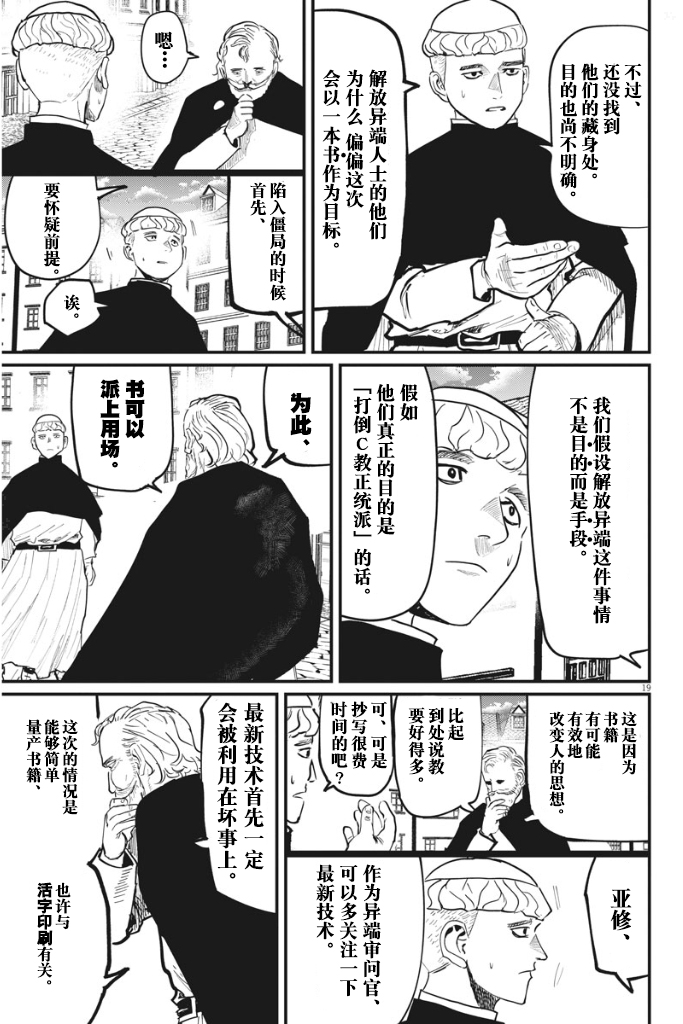 不过、
还没找到
他们的藏身处。
目的也尚不明确。
解放异端人士的他们
为什么 偏偏这次
会以一本书作为目标。
嗯…
陷入僵局的时候
首先、
要怀疑前提。
诶。
我们假设解放异端这件事情
不是目的而是手段。
假如
他们真正的目的是
「打倒C教正统派」的话。
为此、
书可以
派上用场。
19
这是因为
书籍
有可能
有效地
改变人的思想。
比起
到处说教
要好得多。
可、可是
抄写很费
时间的吧？
亚修、
作为异端审问官、
可以多关注一下
最新技术。
最新技术首先一定
会被利用在坏事上。
这次的情况是
能够简单
量产书籍、
也许与
活字印刷有关。